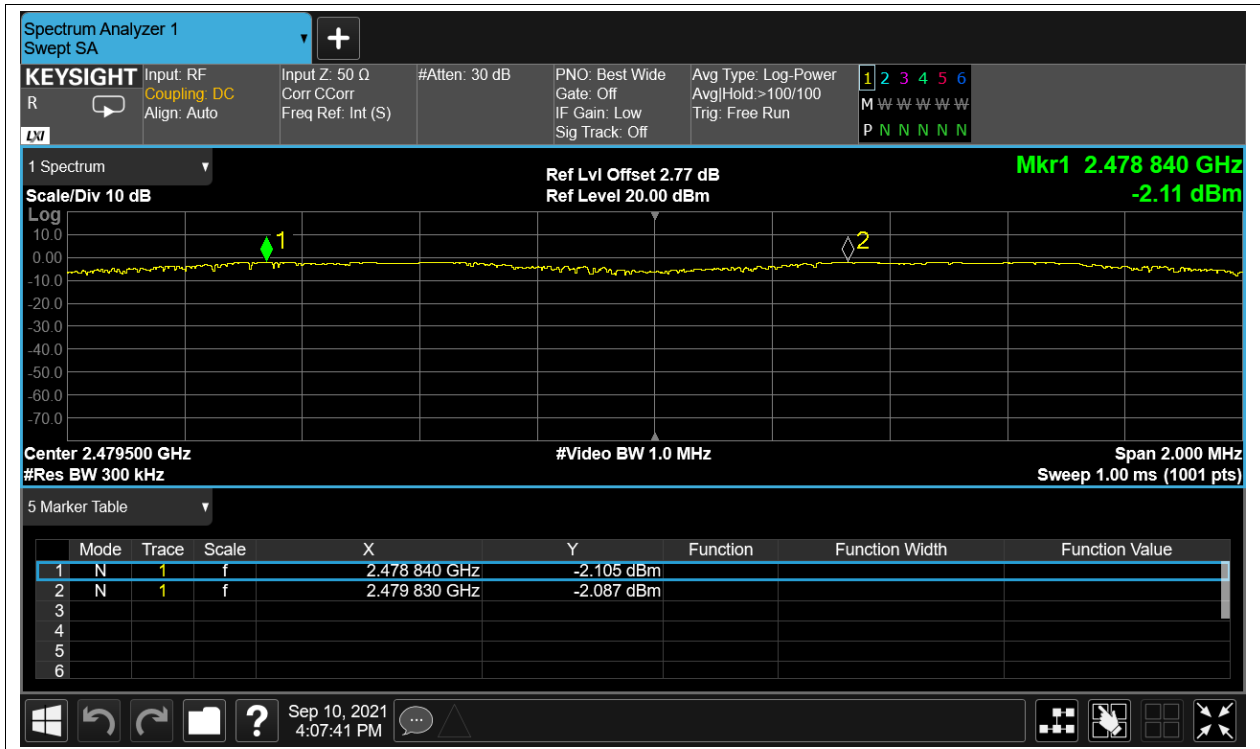 Spectrum Analyzer 1
Swept SA
KEYSIGHT
R
LXI
Input: RF
Coupling: DC
Align: Auto
Input Z: 50 Ω
Corr CCorr
Freq Ref: Int (S)
#Atten: 30 dB
PNO: Best Wide
Gate: Off
IF Gain: Low
Sig Track: Off
Avg Type: Log-Power
Avg|Hold:>100/100
Trig: Free Run
1 2 3 4 5 6
M W W W W W
P N N N N N
1 Spectrum
Scale/Div 10 dB
Ref Lvl Offset 2.77 dB
Ref Level 20.00 dBm
Mkr1 2.478 840 GHz
-2.11 dBm
Log
10.0
0.00
-10.0
-20.0
-30.0
-40.0
-50.0
-60.0
-70.0
1
2
Center 2.479500 GHz
#Video BW 1.0 MHz
Span 2.000 MHz
#Res BW 300 kHz
Sweep 1.00 ms (1001 pts)
5 Marker Table
Mode Trace Scale X Y Function Function Width Function Value
1 N 1 f 2.478 840 GHz -2.105 dBm
2 N 1 f 2.479 830 GHz -2.087 dBm
3
4
5
6
?
Sep 10, 2021
4:07:41 PM